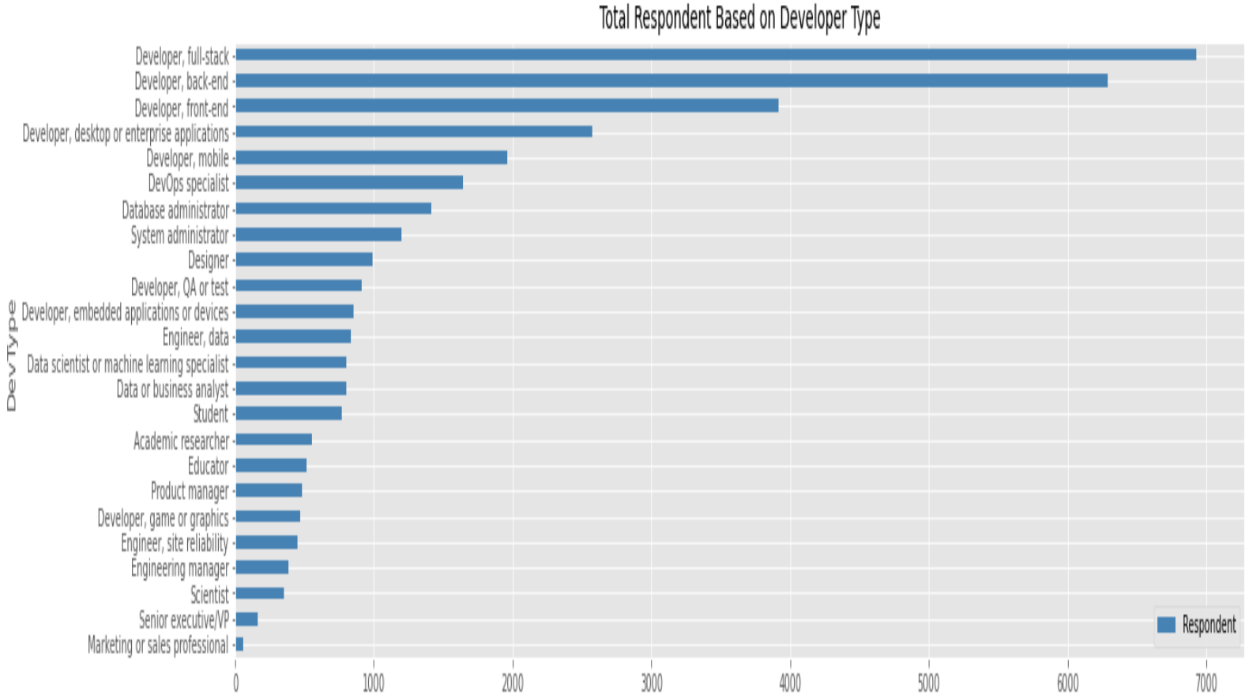 Total Respondent Based on Developer Type
Developer, full-stack
Developer, back-end
Developer, front-end
Developer, desktop or enterprise applications
Developer, mobile
DevOps specialist
Database administrator
System administrator
Designer
Developer, QA or test
Developer, embedded applications or devices
Engineer, data
Data scientist or machine learning specialist
Data or business analyst
Student
Academic researcher
Educator
Product manager
Developer, game or graphics
Engineer, site reliability
Engineering manager
Scientist
Senior executive/VP
Marketing or sales professional
DevType
Respondent
0 1000 2000 3000 4000 5000 6000 7000